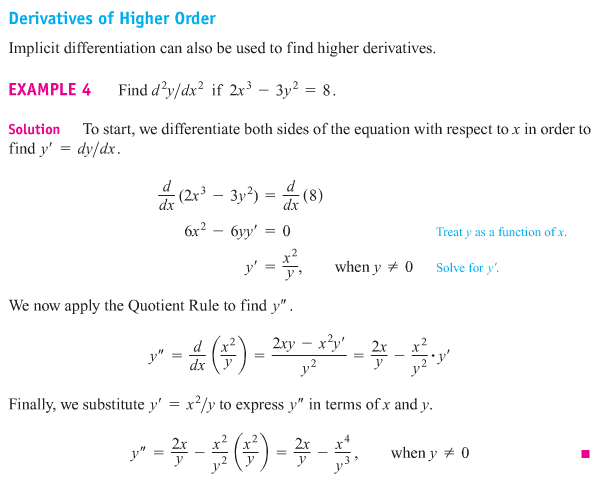 Derivatives of Higher Order
Implicit differentiation can also be used to find higher derivatives.
EXAMPLE 4 Find d²y/dx² if 2x³ − 3y² = 8.
Solution To start, we differentiate both sides of the equation with respect to x in order to
find y′ = dy/dx.
d/dx (2x³ − 3y²) = d/dx (8)
6x² − 6yy′ = 0 Treat y as a function of x.
y′ = x²/y, when y ≠ 0 Solve for y′.
We now apply the Quotient Rule to find y″.
y″ = d/dx (x²/y) = (2xy − x²y′)/y² = 2x/y − x²/y² · y′
Finally, we substitute y′ = x²/y to express y″ in terms of x and y.
y″ = 2x/y − x²/y² (x²/y) = 2x/y − x⁴/y³, when y ≠ 0